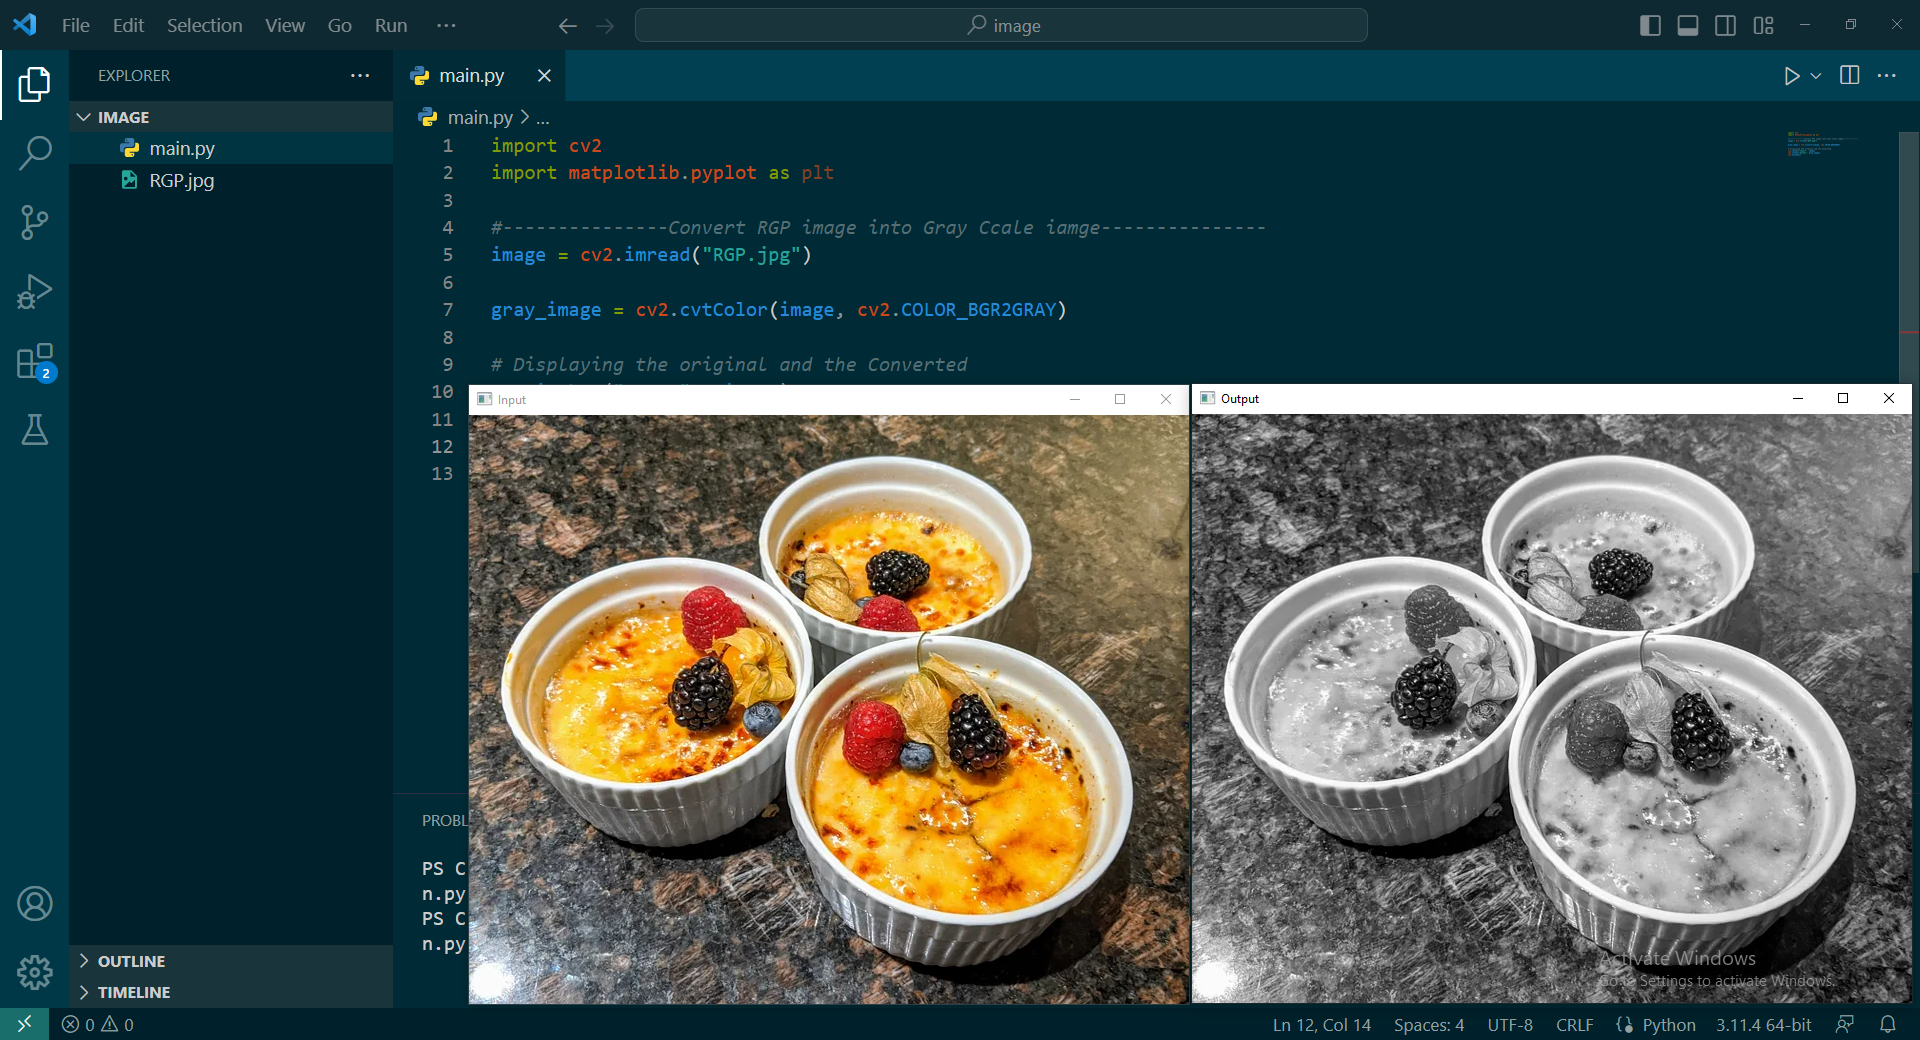 File Edit Selection View Go Run ...
image
EXPLORER ...
main.py
IMAGE
main.py
RGP.jpg
main.py > ...
1 import cv2
2 import matplotlib.pyplot as plt
3
4 #---------------Convert RGP image into Gray Ccale iamge---------------
5 image = cv2.imread("RGP.jpg")
6
7 gray_image = cv2.cvtColor(image, cv2.COLOR_BGR2GRAY)
8
9 # Displaying the original and the Converted
10
11
12
13
Input
Output
2
PROBL
PS C
n.py
PS C
n.py
OUTLINE
TIMELINE
Activate Windows
Go to Settings to activate Windows.
0 0 Ln 12, Col 14 Spaces: 4 UTF-8 CRLF {} Python 3.11.4 64-bit